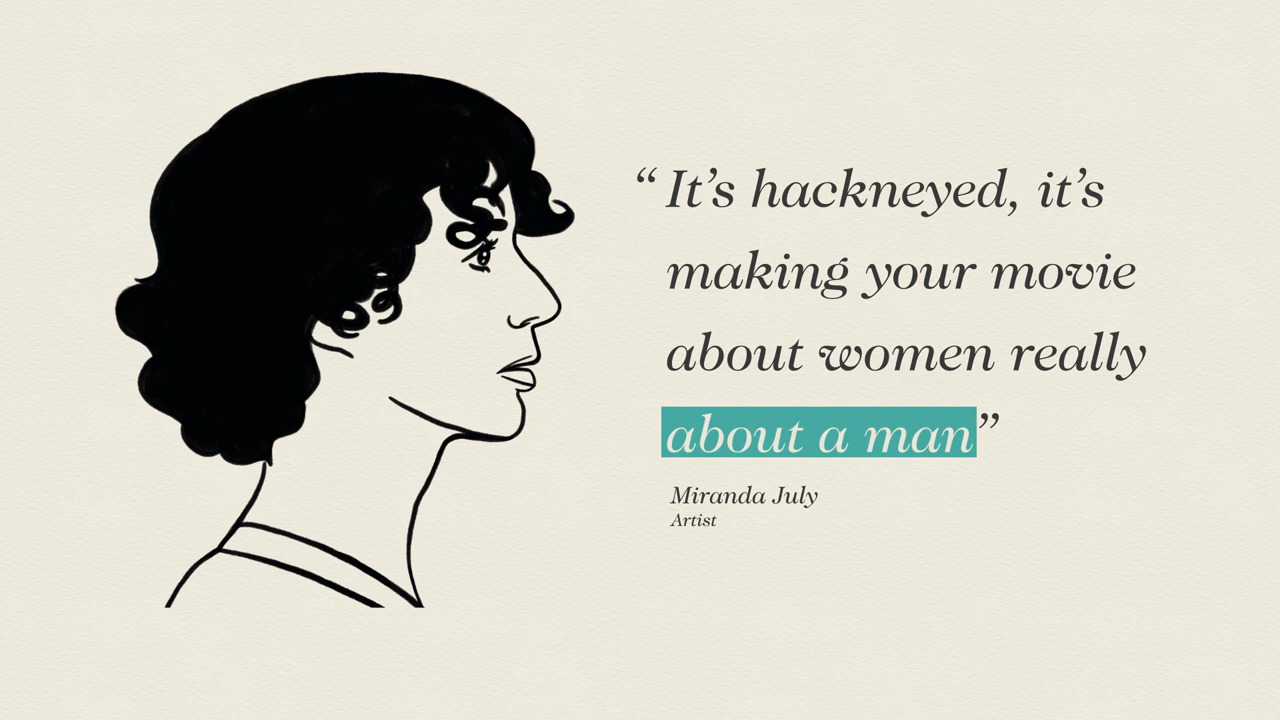 “ It’s hackneyed, it’s
making your movie
about women really
about a man”
Miranda July
Artist